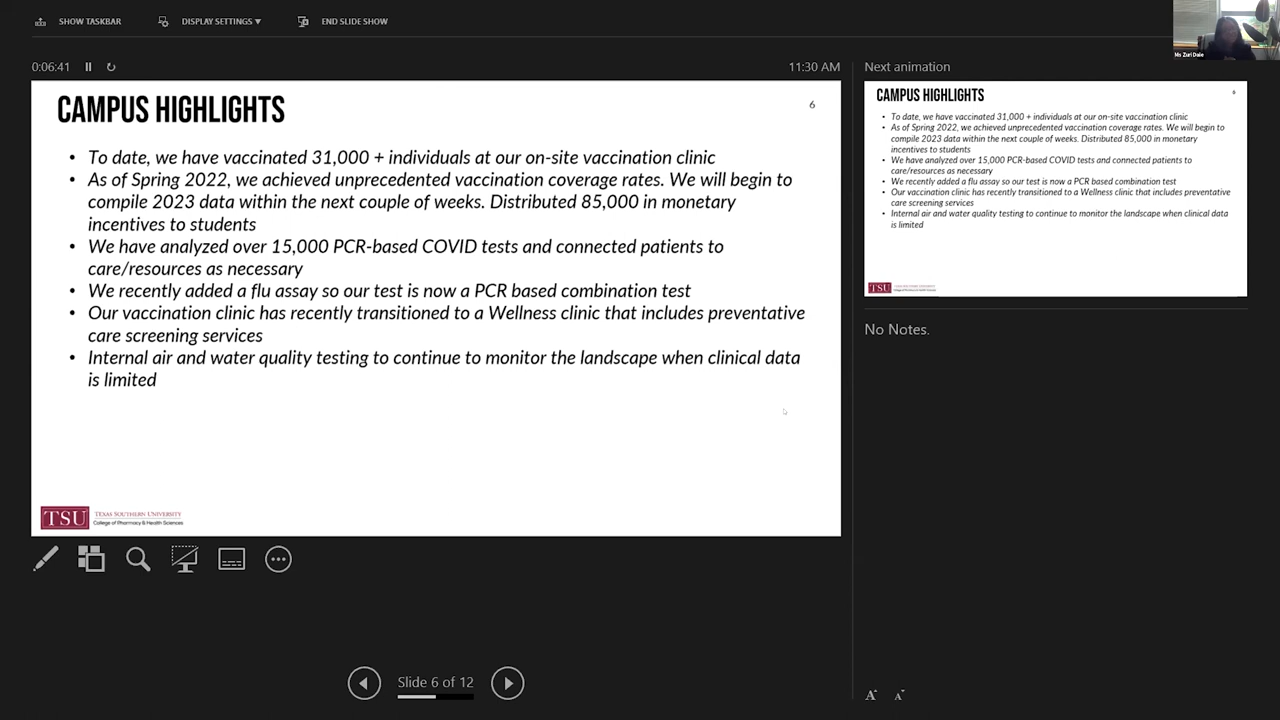 SHOW TASKBAR
DISPLAY SETTINGS ▼
END SLIDE SHOW
Ms Zuri Dale
0:06:41
11:30 AM
CAMPUS HIGHLIGHTS
6
• To date, we have vaccinated 31,000 + individuals at our on-site vaccination clinic
• As of Spring 2022, we achieved unprecedented vaccination coverage rates. We will begin to
compile 2023 data within the next couple of weeks. Distributed 85,000 in monetary
incentives to students
• We have analyzed over 15,000 PCR-based COVID tests and connected patients to
care/resources as necessary
• We recently added a flu assay so our test is now a PCR based combination test
• Our vaccination clinic has recently transitioned to a Wellness clinic that includes preventative
care screening services
• Internal air and water quality testing to continue to monitor the landscape when clinical data
is limited
TSU
TEXAS SOUTHERN UNIVERSITY
College of Pharmacy & Health Sciences
Slide 6 of 12
Next animation
CAMPUS HIGHLIGHTS
6
• To date, we have vaccinated 31,000 + individuals at our on-site vaccination clinic
• As of Spring 2022, we achieved unprecedented vaccination coverage rates. We will begin to
compile 2023 data within the next couple of weeks. Distributed 85,000 in monetary
incentives to students
• We have analyzed over 15,000 PCR-based COVID tests and connected patients to
care/resources as necessary
• We recently added a flu assay so our test is now a PCR based combination test
• Our vaccination clinic has recently transitioned to a Wellness clinic that includes preventative
care screening services
• Internal air and water quality testing to continue to monitor the landscape when clinical data
is limited
TSU
No Notes.
A A